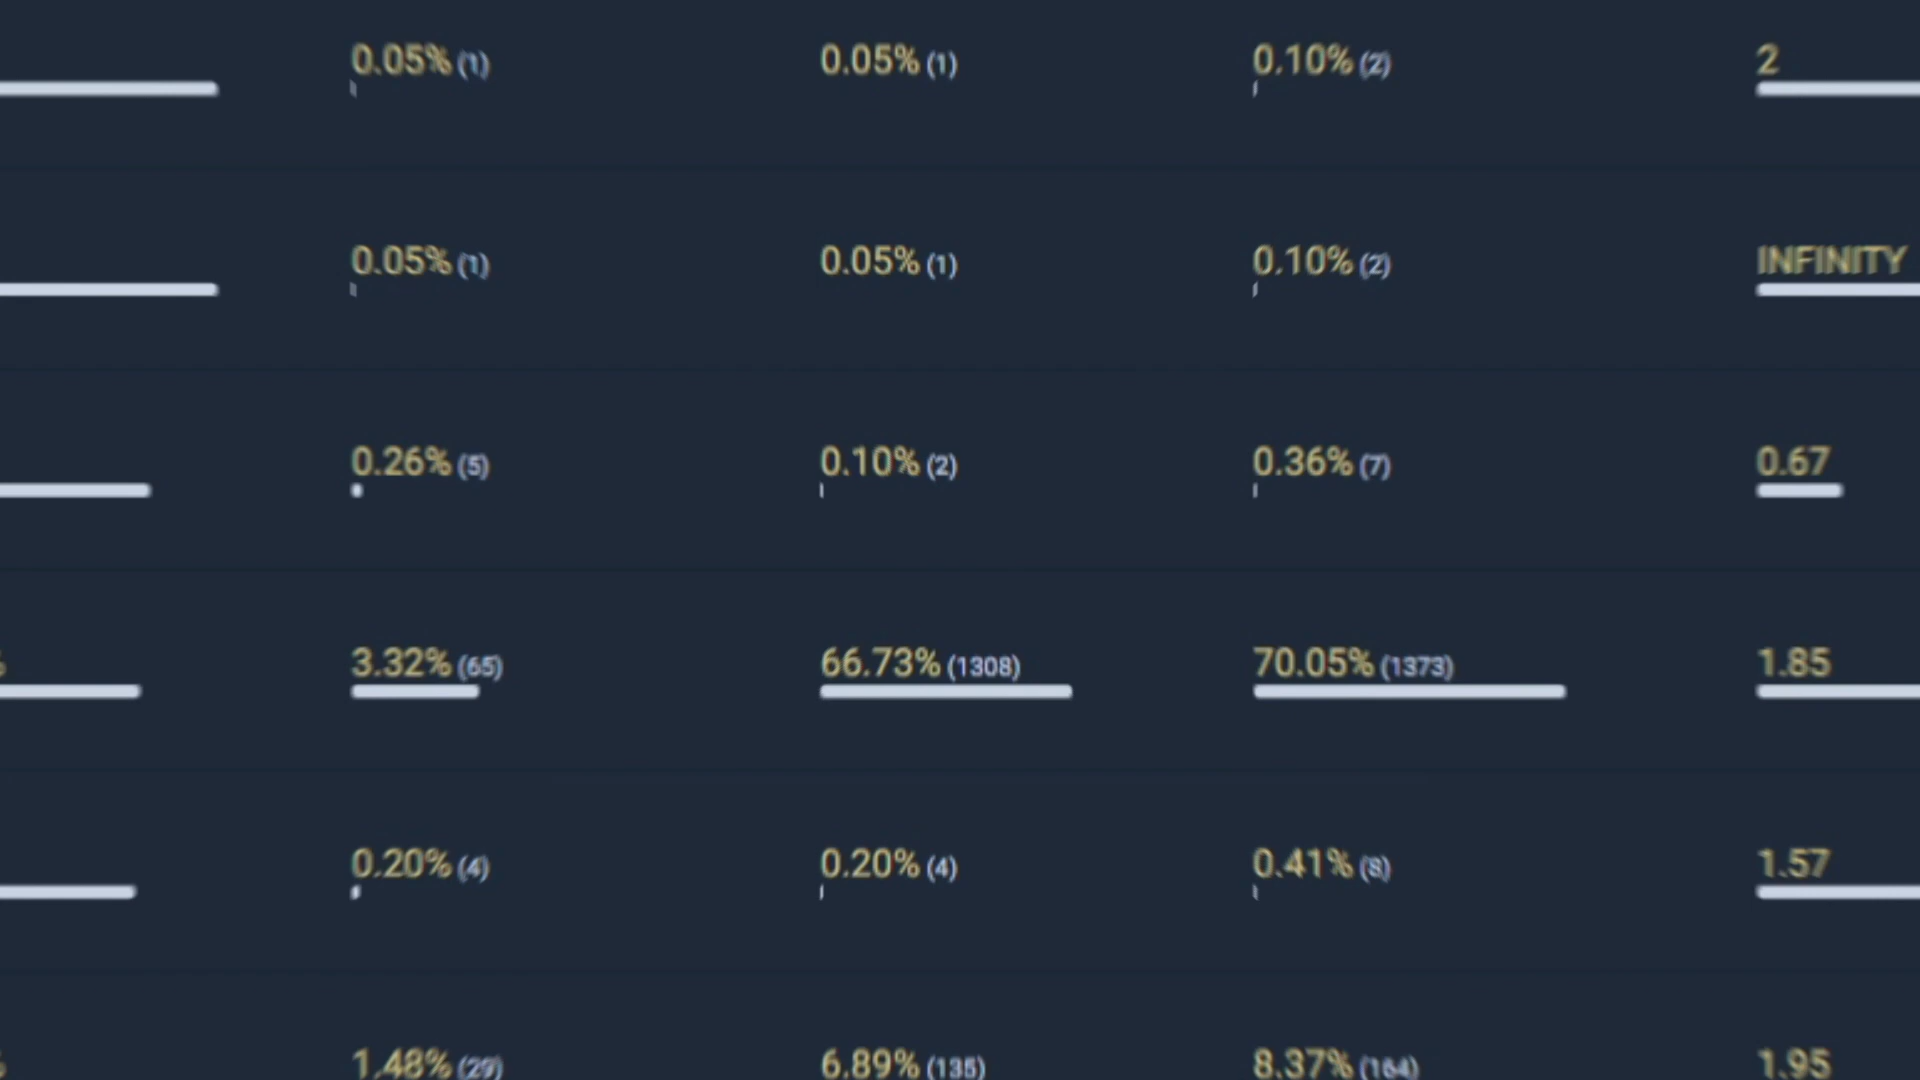 0.05% (1) 0.05% (1) 0.10% (2) 2
0.05% (1) 0.05% (1) 0.10% (2) INFINITY
0.26% (5) 0.10% (2) 0.36% (7) 0.67
3.32% (65) 66.73% (1308) 70.05% (1373) 1.85
0.20% (4) 0.20% (4) 0.41% (8) 1.57
1.48% (29) 6.89% (135) 8.37% (164) 1.95